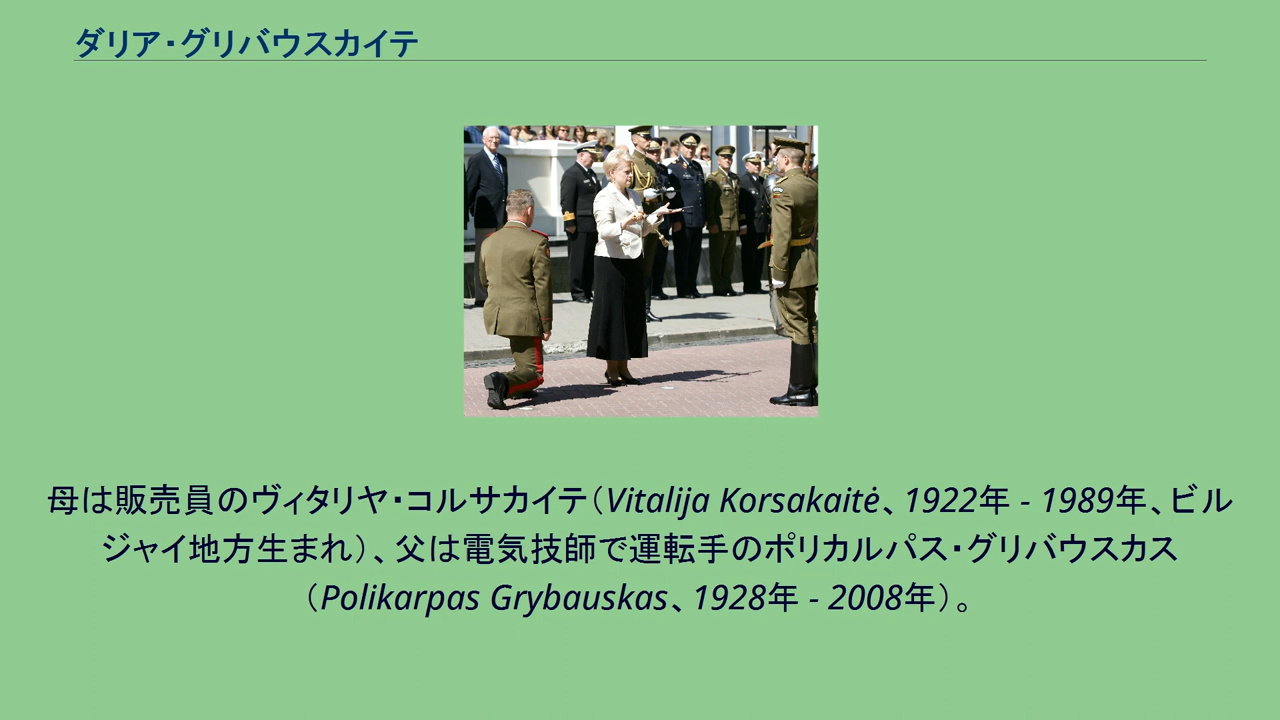 ダリア・グリバウスカイテ
母は販売員のヴィタリヤ・コルサカイテ（Vitalija Korsakaitė、1922年 - 1989年、ビル
ジャイ地方生まれ）、父は電気技師で運転手のポリカルパス・グリバウスカス
（Polikarpas Grybauskas、1928年 - 2008年）。